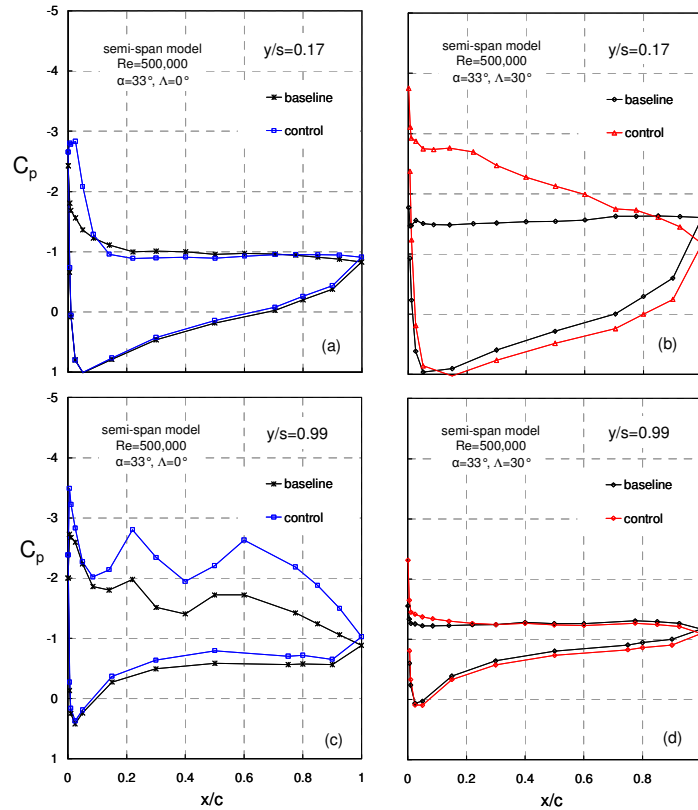 -5
-4
-3
-2
-1
0
1
C_p
semi-span model
Re=500,000
α=33°, Λ=0°
y/s=0.17
baseline
control
(a)
semi-span model
Re=500,000
α=33°, Λ=30°
y/s=0.17
baseline
control
(b)
-5
-4
-3
-2
-1
0
1
C_p
semi-span model
Re=500,000
α=33°, Λ=0°
y/s=0.99
baseline
control
(c)
0 0.2 0.4 0.6 0.8 1
x/c
semi-span model
Re=500,000
α=33°, Λ=30°
y/s=0.99
baseline
control
(d)
0 0.2 0.4 0.6 0.8
x/c